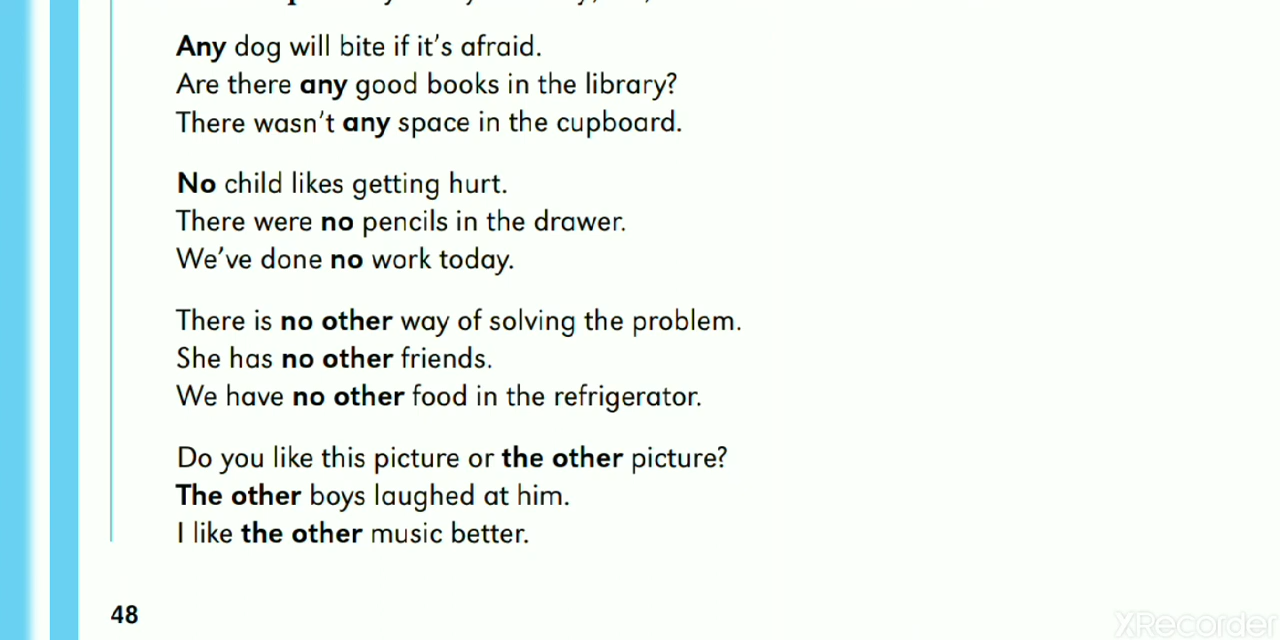 Any dog will bite if it's afraid.
Are there any good books in the library?
There wasn't any space in the cupboard.
No child likes getting hurt.
There were no pencils in the drawer.
We've done no work today.
There is no other way of solving the problem.
She has no other friends.
We have no other food in the refrigerator.
Do you like this picture or the other picture?
The other boys laughed at him.
I like the other music better.
48
XRecorder